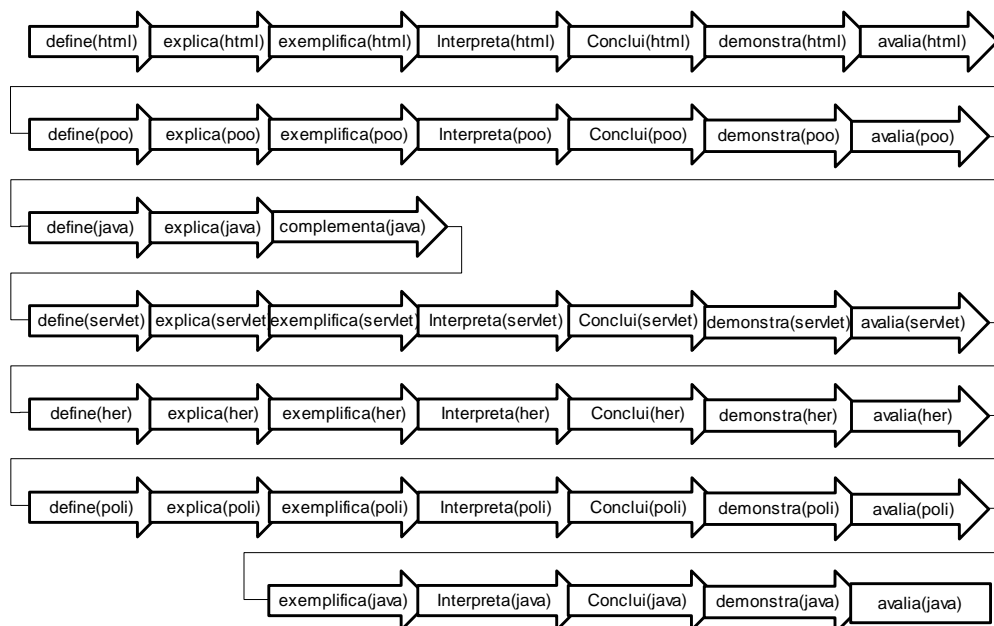 define(html) explica(html) exemplifica(html) Interpreta(html) Conclui(html) demonstra(html) avalia(html)
define(poo) explica(poo) exemplifica(poo) Interpreta(poo) Conclui(poo) demonstra(poo) avalia(poo)
define(java) explica(java) complementa(java)
define(servlet) explica(servlet) exemplifica(servlet) Interpreta(servlet) Conclui(servlet) demonstra(servlet) avalia(servlet)
define(her) explica(her) exemplifica(her) Interpreta(her) Conclui(her) demonstra(her) avalia(her)
define(poli) explica(poli) exemplifica(poli) Interpreta(poli) Conclui(poli) demonstra(poli) avalia(poli)
exemplifica(java) Interpreta(java) Conclui(java) demonstra(java) avalia(java)